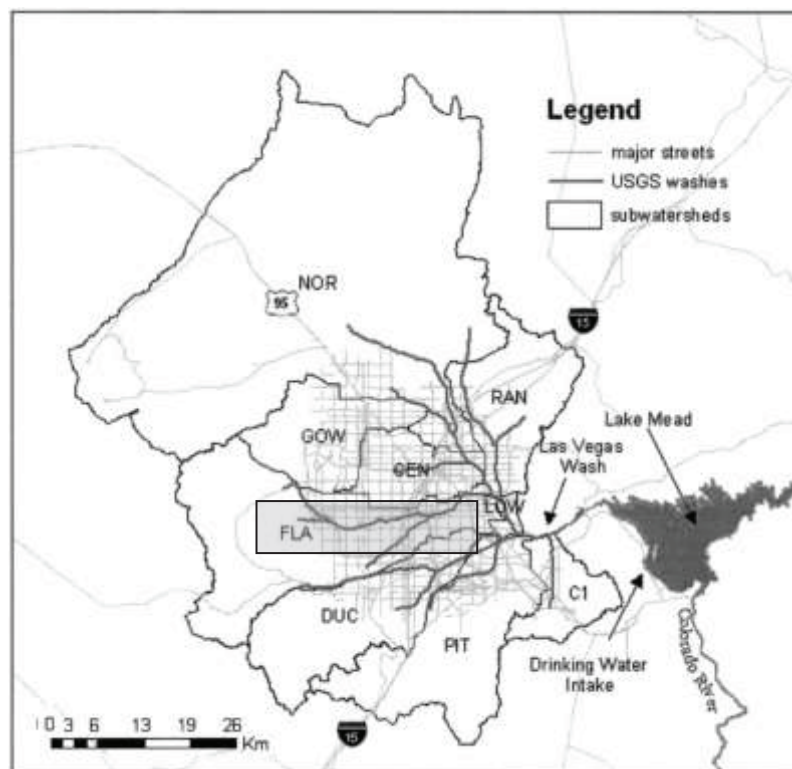 Legend
major streets
USGS washes
subwatersheds
NOR
95
15
RAN
Lake Mead
GOW
CEN
Las Vegas
Wash
LOW
FLA
C1
DUC
PIT
Drinking Water
Intake
Colorado River
0 3 6 13 19 26
Km
15